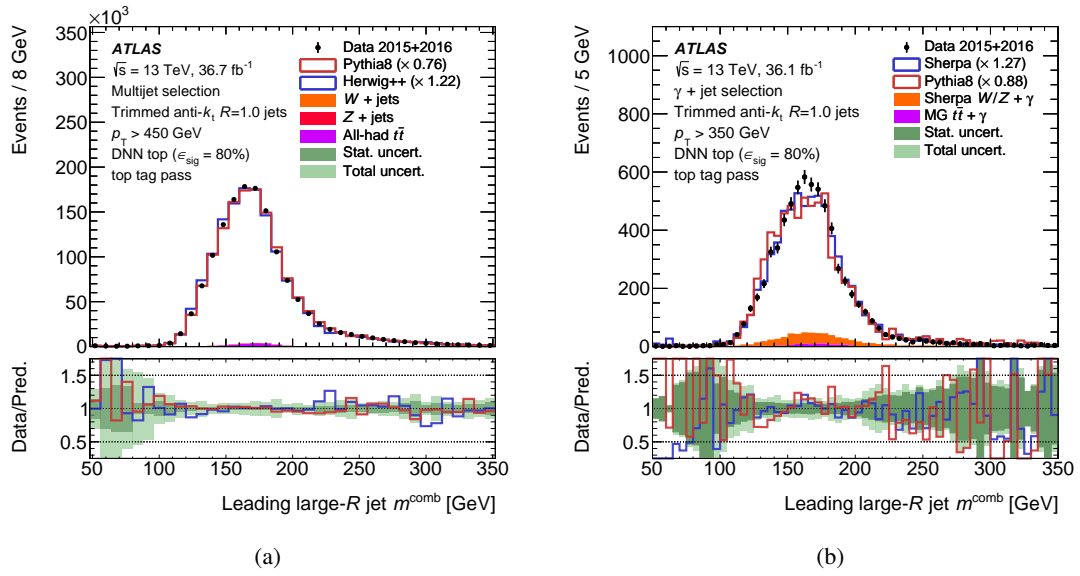 ×10³
Events / 8 GeV
350
300
250
200
150
100
50
0
ATLAS
√s = 13 TeV, 36.7 fb⁻¹
Multijet selection
Trimmed anti-kₜ R=1.0 jets
p_T > 450 GeV
DNN top (ϵ_sig = 80%)
top tag pass
Data 2015+2016
Pythia8 (× 0.76)
Herwig++ (× 1.22)
W + jets
Z + jets
All-had tt̄
Stat. uncert.
Total uncert.
Data/Pred.
1.5
1
0.5
50 100 150 200 250 300 350
Leading large-R jet m^comb [GeV]
(a)
Events / 5 GeV
1000
800
600
400
200
0
ATLAS
√s = 13 TeV, 36.1 fb⁻¹
γ + jet selection
Trimmed anti-kₜ R=1.0 jets
p_T > 350 GeV
DNN top (ϵ_sig = 80%)
top tag pass
Data 2015+2016
Sherpa (× 1.27)
Pythia8 (× 0.88)
Sherpa W/Z + γ
MG tt̄ + γ
Stat. uncert.
Total uncert.
Data/Pred.
1.5
1
0.5
50 100 150 200 250 300 350
Leading large-R jet m^comb [GeV]
(b)